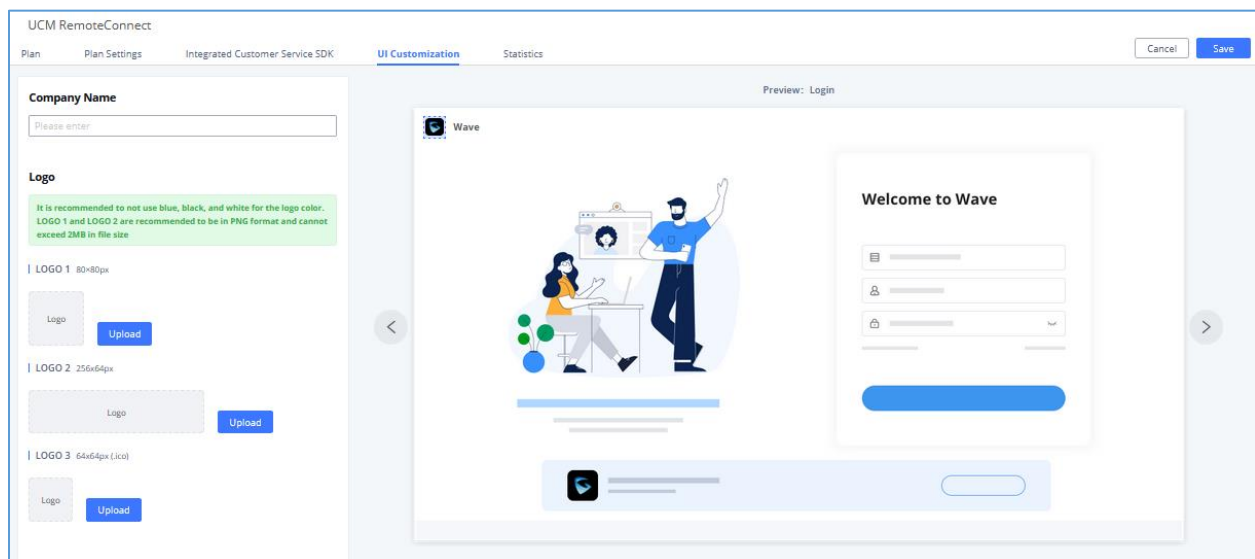 UCM RemoteConnect
Plan
Plan Settings
Integrated Customer Service SDK
UI Customization
Statistics
Cancel
Save
Company Name
Please enter
Logo
It is recommended to not use blue, black, and white for the logo color.
LOGO 1 and LOGO 2 are recommended to be in PNG format and cannot
exceed 2MB in file size
LOGO 1 80×80px
Logo
Upload
LOGO 2 256x64px
Logo
Upload
LOGO 3 64x64px (.ico)
Logo
Upload
Preview: Login
Wave
Welcome to Wave